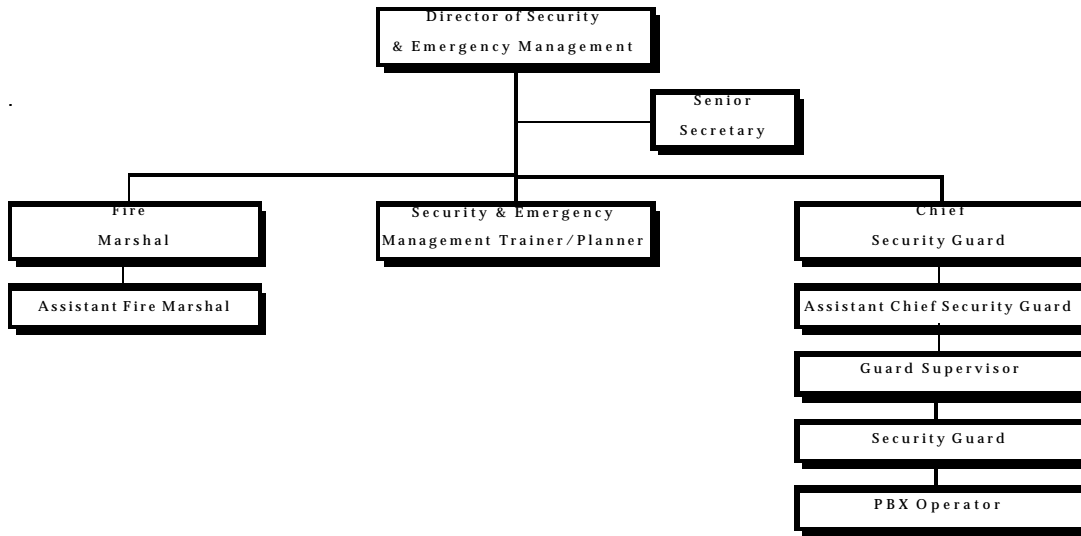 Director of Security
& Emergency Management
Senior
Secretary
Fire
Marshal
Security & Emergency
Management Trainer/Planner
Chief
Security Guard
Assistant Fire Marshal
Assistant Chief Security Guard
Guard Supervisor
Security Guard
PBX Operator